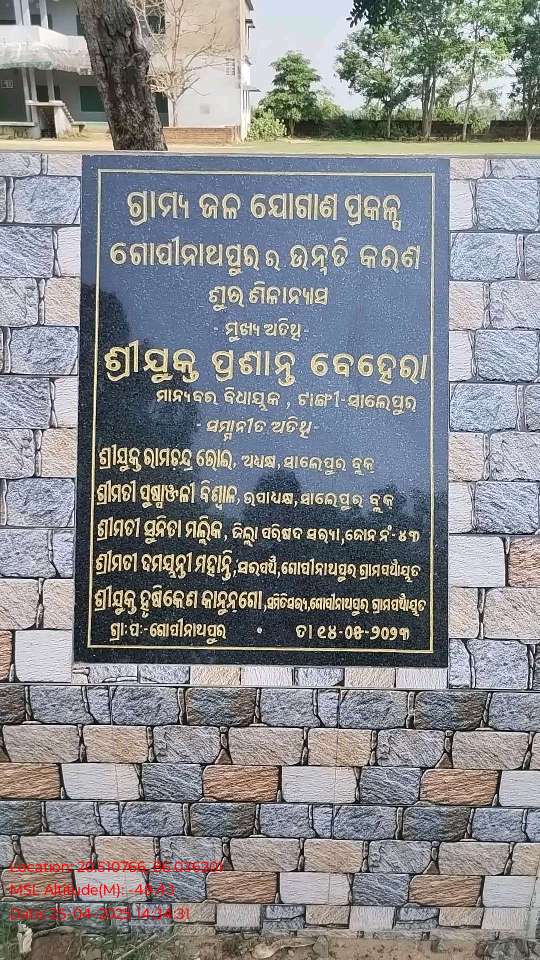 ଗ୍ରାମ୍ୟ ଜଳ ଯୋଗାଣ ପ୍ରକଳ୍ପ
ଗୋପୀନାଥପୁର ର ଉନ୍ନତି କରଣ
ଶୁଭ ଶିଳାନ୍ୟାସ
- ମୁଖ୍ୟ ଅତିଥି -
ଶ୍ରୀଯୁକ୍ତ ପ୍ରଶାନ୍ତ ବେହେରା
ମାନ୍ୟବର ବିଧାୟକ , ଟାଙ୍ଗୀ-ସାଲେପୁର
- ସମ୍ମାନୀତ ଅତିଥି -
ଶ୍ରୀଯୁକ୍ତ ରାମଚନ୍ଦ୍ର ଭୋଇ, ଅଧ୍ୟକ୍ଷ, ସାଲେପୁର ବ୍ଲକ
ଶ୍ରୀମତୀ ପୁଷ୍ପାଞ୍ଜଳୀ ବିଶ୍ୱାଳ, ଉପାଧ୍ୟକ୍ଷ, ସାଲେପୁର ବ୍ଲକ
ଶ୍ରୀମତୀ ସୁନିତା ମଲ୍ଲିକ, ଜିଲ୍ଲା ପରିଷଦ ସଭ୍ୟା, ଜୋନ ନଂ- ୪୩
ଶ୍ରୀମତୀ ଦମୟନ୍ତୀ ମହାନ୍ତି, ସରପଞ୍ଚ, ଗୋପୀନାଥପୁର ଗ୍ରାମପଞ୍ଚାୟତ
ଶ୍ରୀଯୁକ୍ତ ହୃଷିକେଶ କାନୁନଗୋ, ସମିତିସଭ୍ୟ, ଗୋପୀନାଥପୁର ଗ୍ରାମପଞ୍ଚାୟତ
ଗ୍ରା:ପ:-ଗୋପୀନାଥପୁର • ତା ୧୪-୦୫-୨୦୨୩
Location: 20.510766, 86.076201
MSL Altitude(M): -48.43
Date: 25-04-2025 14:34:31